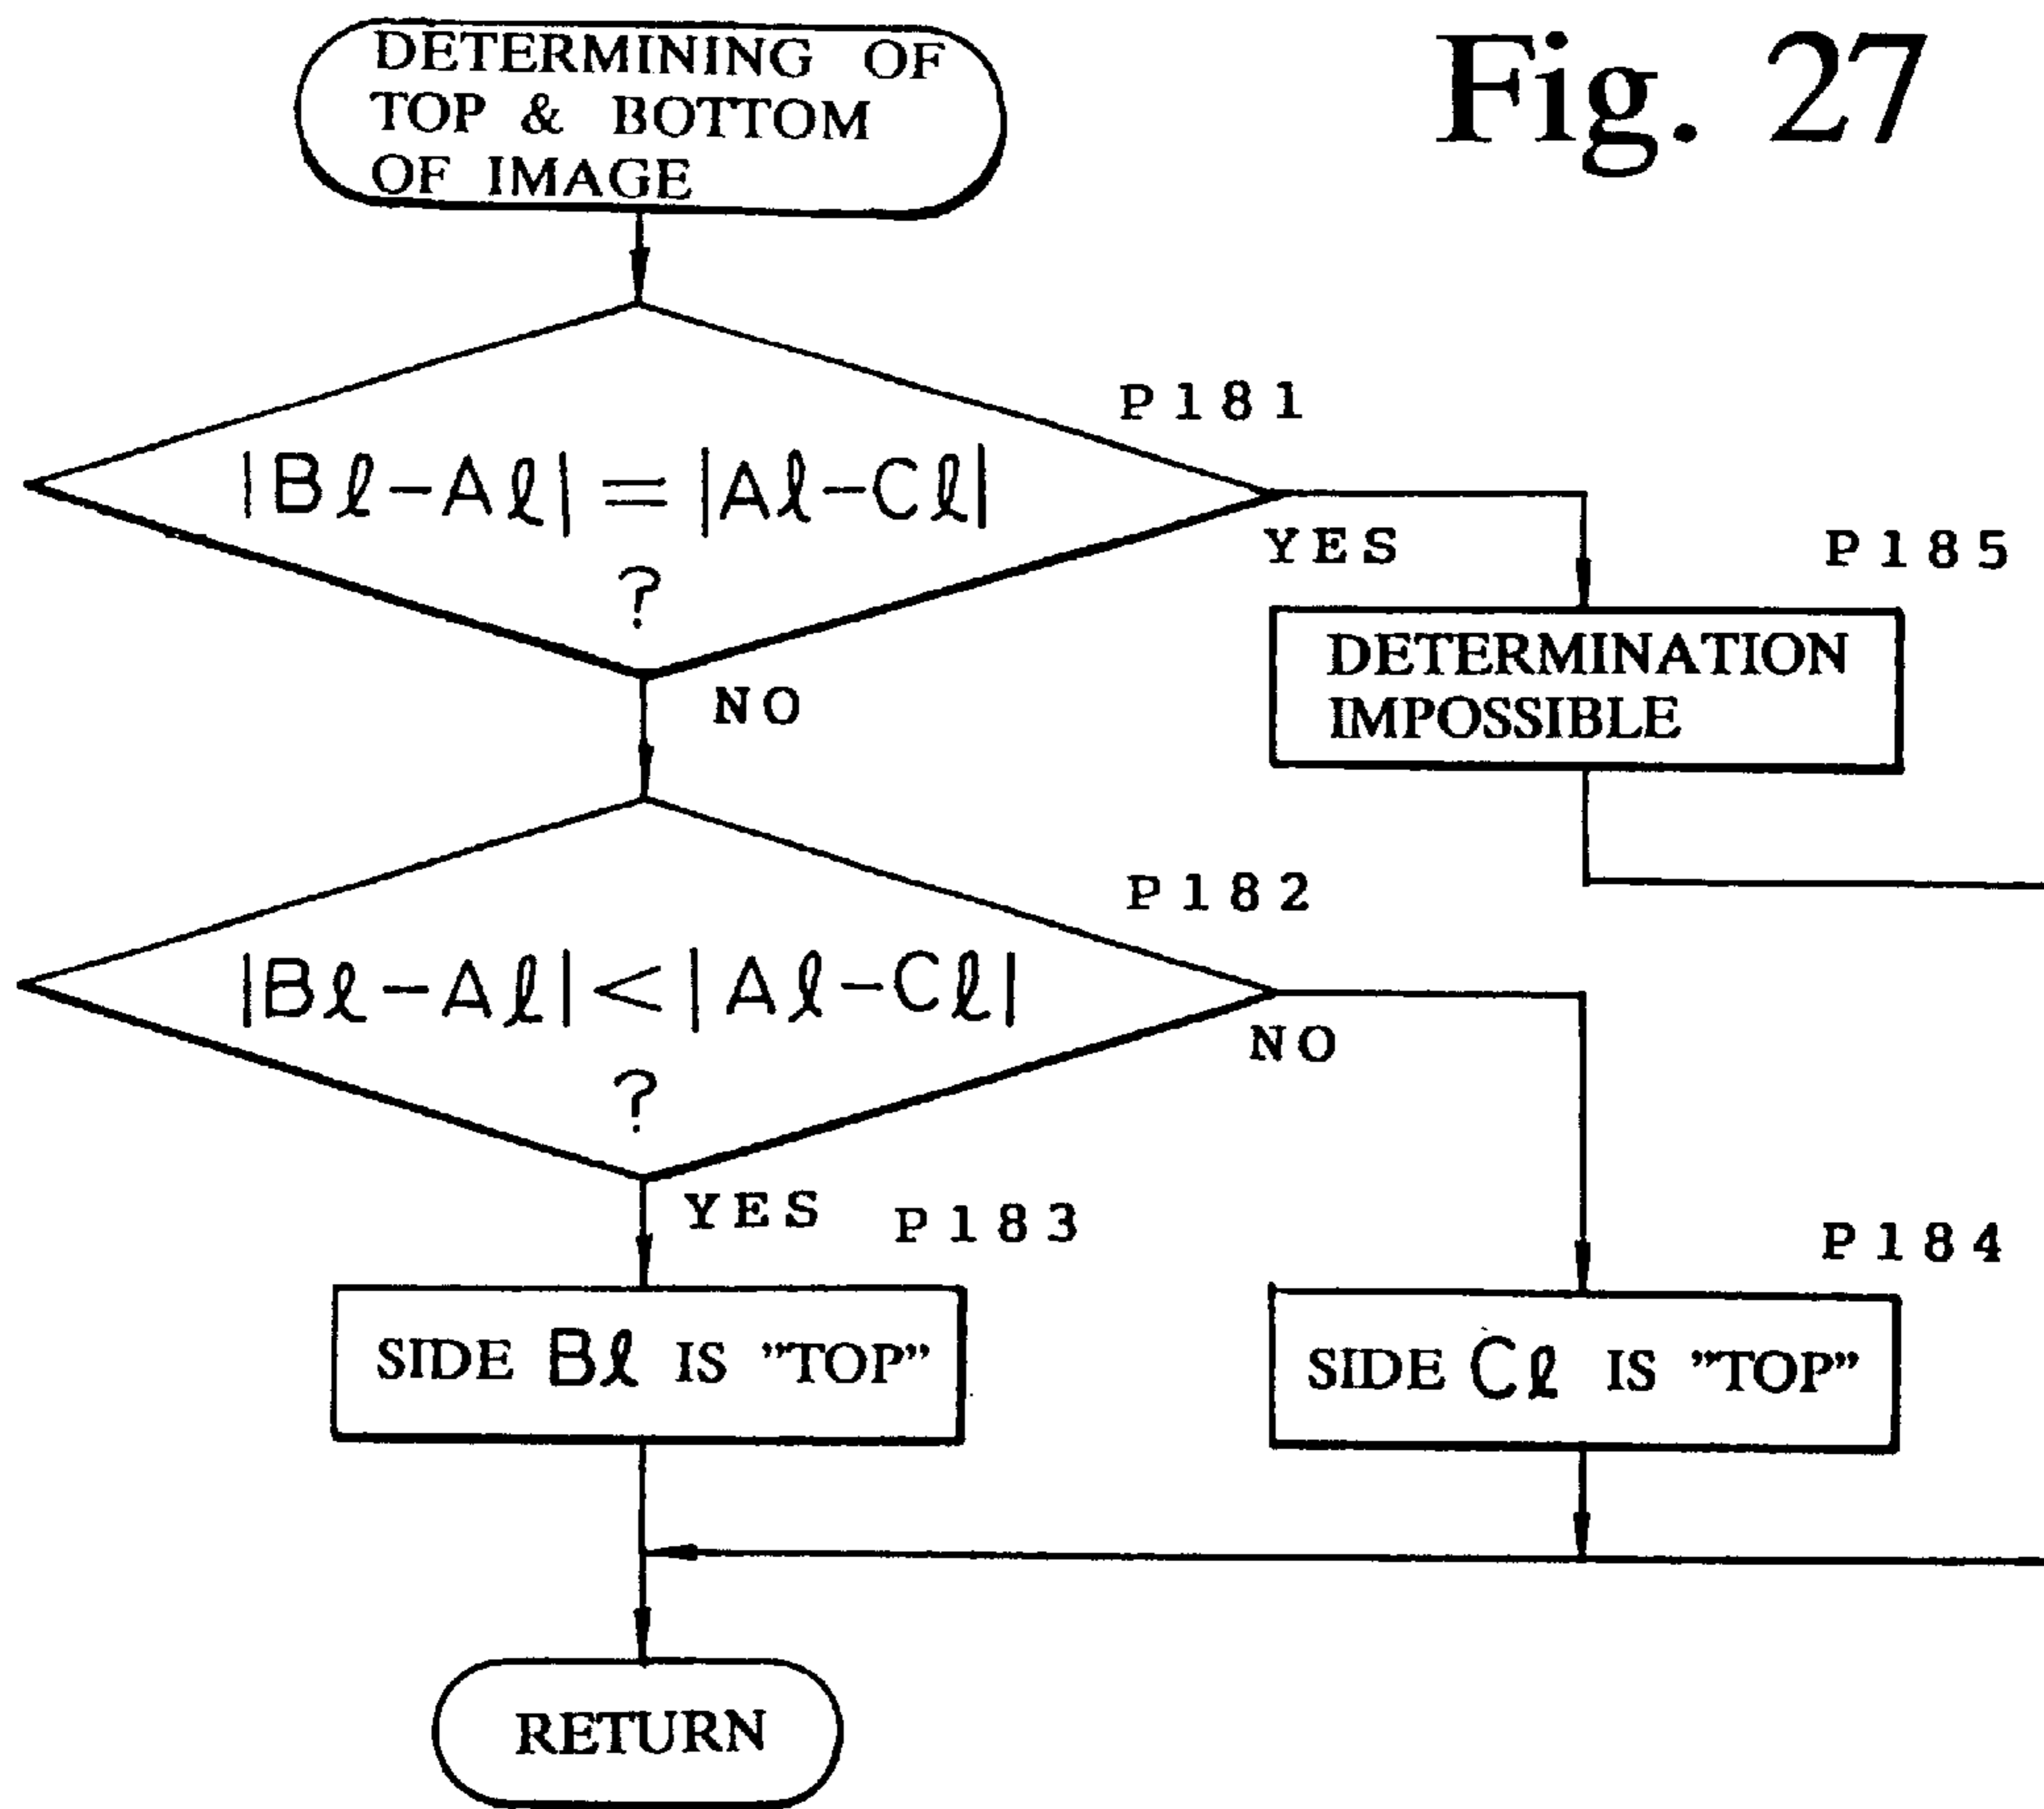 Fig. 27
DETERMINING OF
TOP & BOTTOM
OF IMAGE
P181
|Bℓ-Aℓ| = |Aℓ-Cℓ|
?
YES
NO
P185
DETERMINATION
IMPOSSIBLE
P182
|Bℓ-Aℓ| < |Aℓ-Cℓ|
?
NO
YES
P183
SIDE Bℓ IS ”TOP”
P184
SIDE Cℓ IS ”TOP”
RETURN